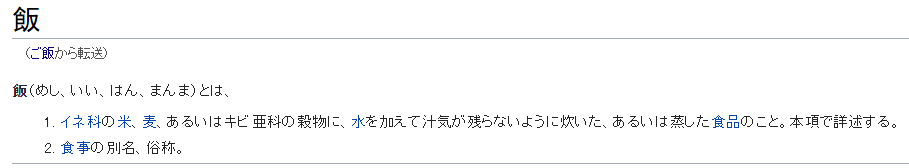 飯
（ご飯から転送）
飯（めし、いい、はん、まんま）とは、
1. イネ科の米、麦、あるいはキビ亜科の穀物に、水を加えて汁気が残らないように炊いた、あるいは蒸した食品のこと。本項で詳述する。
2. 食事の別名、俗称。